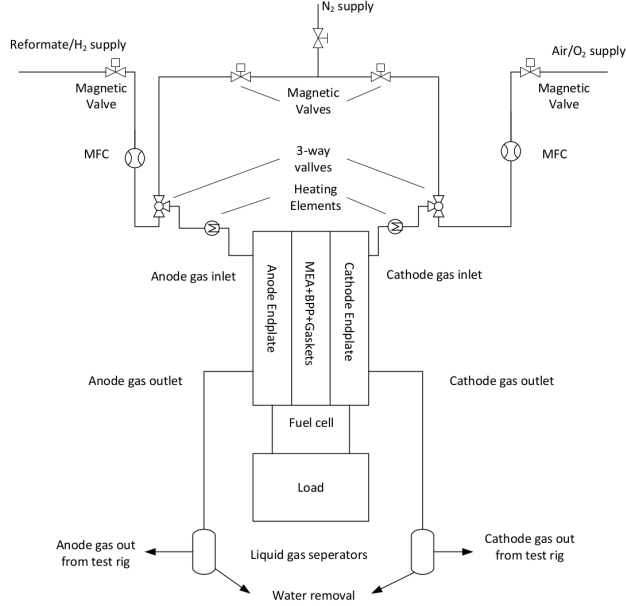 N2 supply
Reformate/H2 supply
Air/O2 supply
Magnetic
Valve
Magnetic
Valves
Magnetic
Valve
MFC
3-way
vallves
MFC
Heating
Elements
Anode gas inlet
Cathode gas inlet
Anode Endplate
MEA+BPP+Gaskets
Cathode Endplate
Anode gas outlet
Cathode gas outlet
Fuel cell
Load
Anode gas out
from test rig
Liquid gas seperators
Cathode gas out
from test rig
Water removal